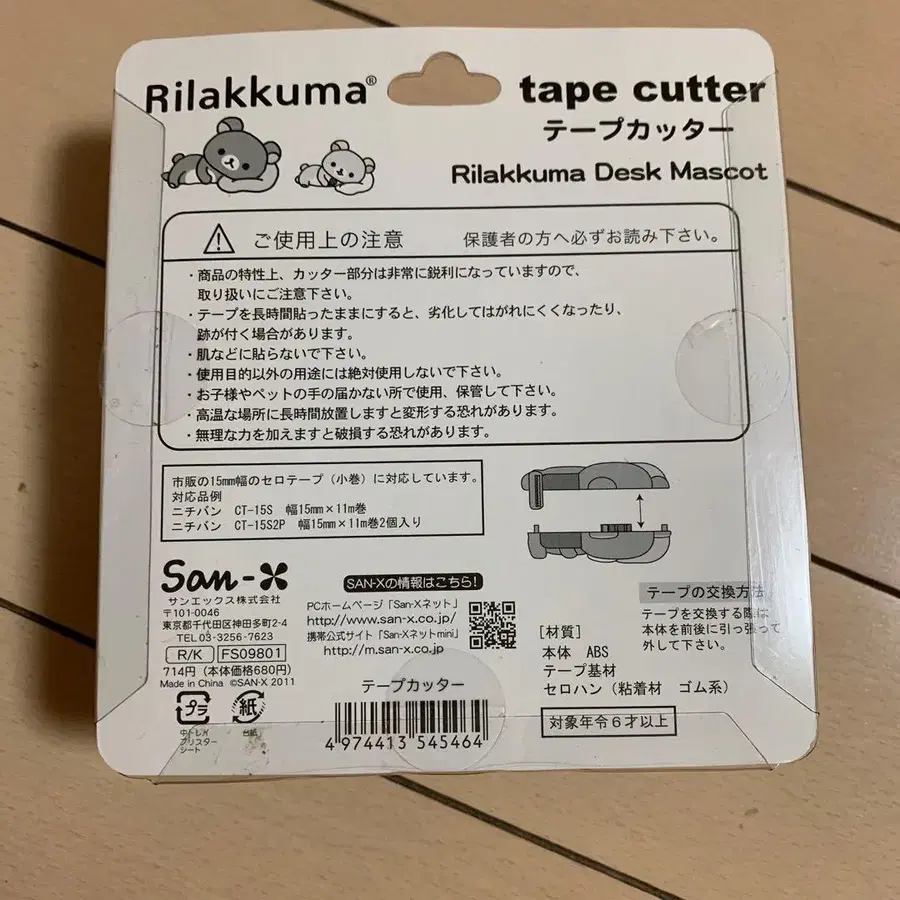 Rilakkuma®
tape cutter
テープカッター
Rilakkuma Desk Mascot
ご使用上の注意 保護者の方へ必ずお読み下さい。
・商品の特性上、カッター部分は非常に鋭利になっていますので、
取り扱いにご注意下さい。
・テープを長時間貼ったままにすると、劣化してはがれにくくなったり、
跡が付く場合があります。
・肌などに貼らないで下さい。
・使用目的以外の用途には絶対使用しないで下さい。
・お子様やペットの手の届かない所で使用、保管して下さい。
・高温な場所に長時間放置しますと変形する恐れがあります。
・無理な力を加えますと破損する恐れがあります。
市販の15mm幅のセロテープ（小巻）に対応しています。
対応品例
ニチバン CT-15S 幅15mm×11m巻
ニチバン CT-15S2P 幅15mm×11m巻2個入り
San-X
サンエックス株式会社
〒101-0046
東京都千代田区神田多町2-4
TEL 03-3256-7623
R/K FS09801
714円（本体価格680円）
Made in China ©SAN-X 2011
プラ 紙
中トレイ 台紙
ブリスター
シート
SAN-Xの情報はこちら!
PCホームページ「San-Xネット」
http://www.san-x.co.jp/
携帯公式サイト「San-Xネットmini」
http://m.san-x.co.jp
テープカッター
4 974413 545464
テープの交換方法
テープを交換する際は
本体を前後に引っ張って
外して下さい。
［材質］
本体 ABS
テープ基材
セロハン（粘着材 ゴム系）
対象年令6才以上